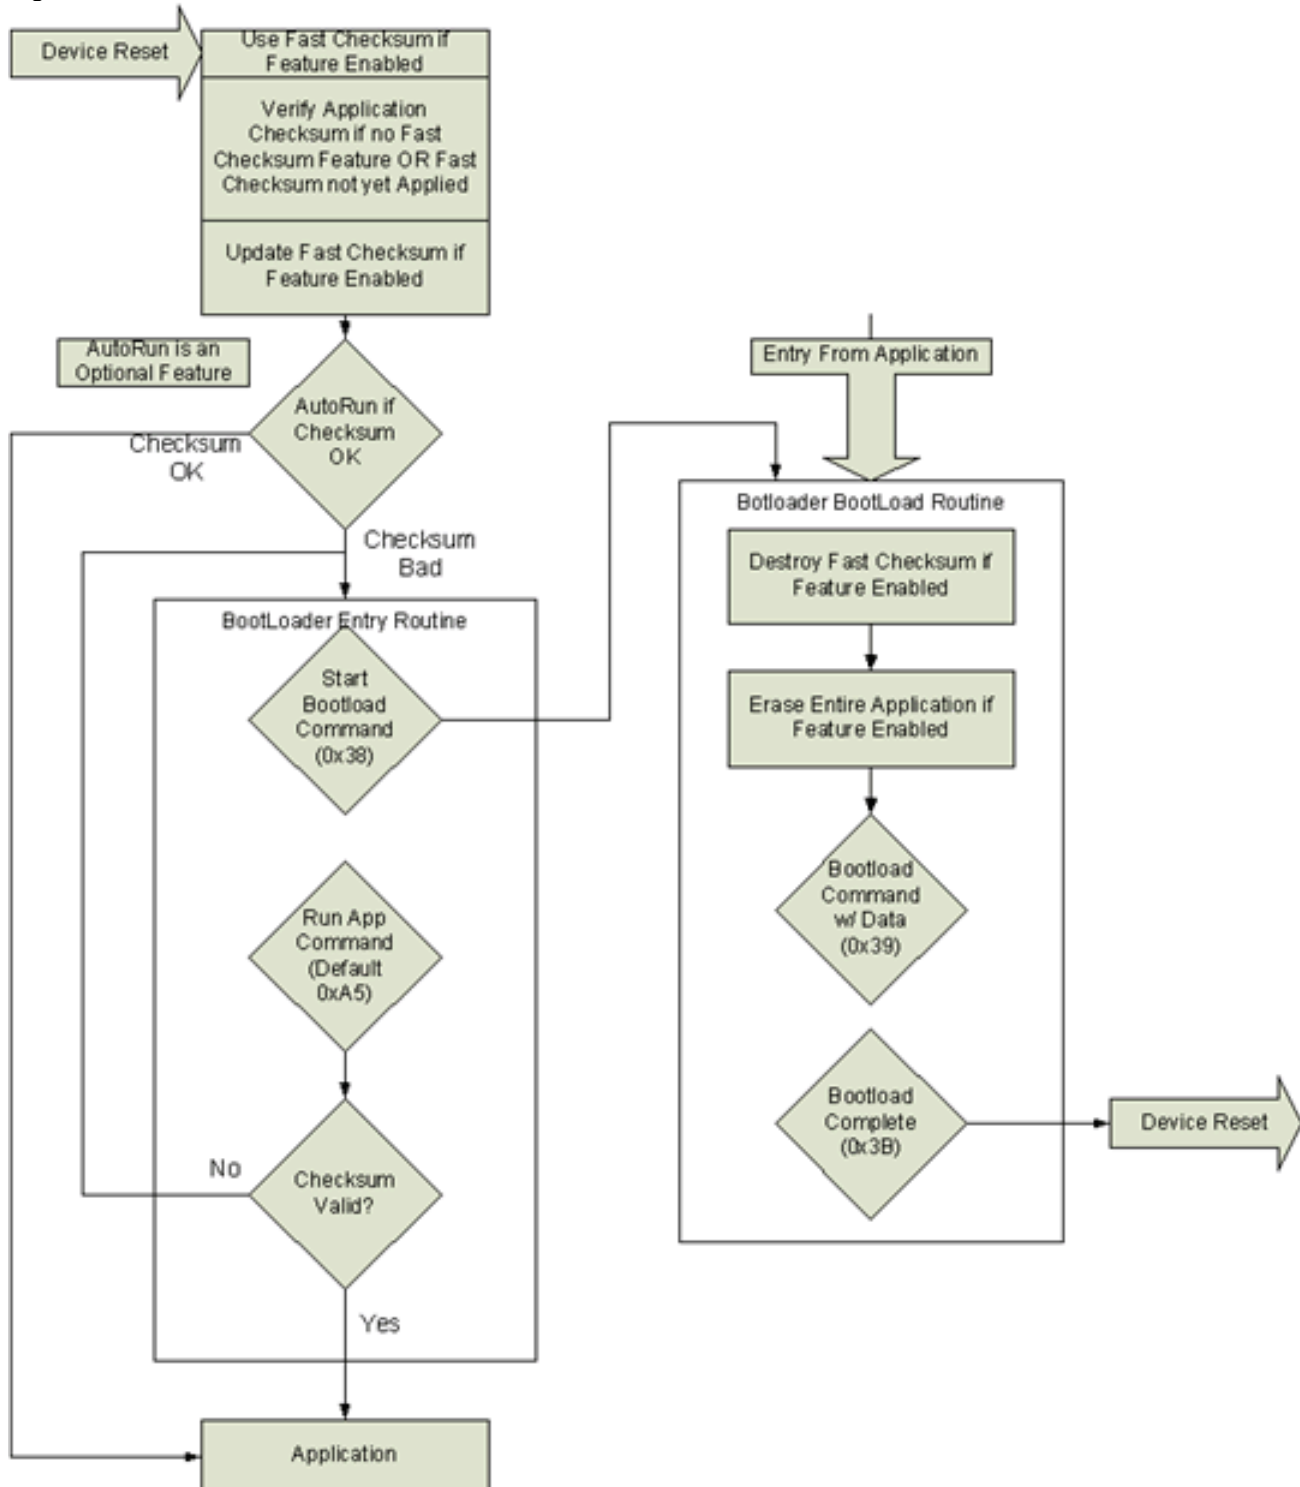 Device Reset
Use Fast Checksum if
Feature Enabled
Verify Application
Checksum if no Fast
Checksum Feature OR Fast
Checksum not yet Applied
Update Fast Checksum if
Feature Enabled
AutoRun is an
Optional Feature
AutoRun if
Checksum
OK
Checksum
OK
Checksum
Bad
BootLoader Entry Routine
Start
Bootload
Command
(0x38)
Run App
Command
(Default
0xA5)
Checksum
Valid?
No
Yes
Application
Entry From Application
Botloader BootLoad Routine
Destroy Fast Checksum if
Feature Enabled
Erase Entire Application if
Feature Enabled
Bootload
Command
w/ Data
(0x39)
Bootload
Complete
(0x3B)
Device Reset